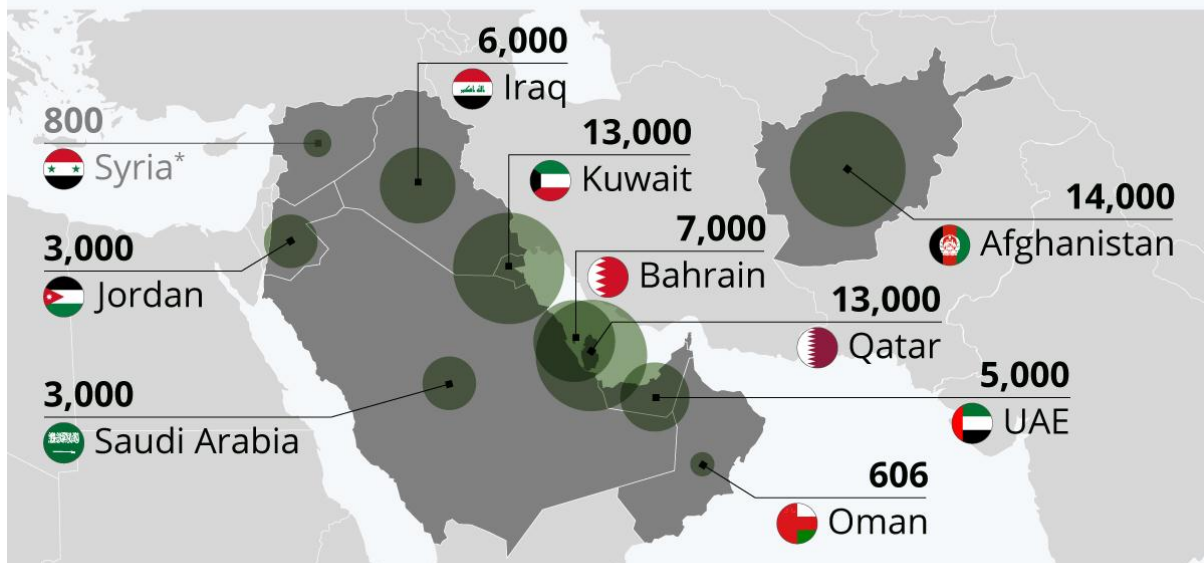 6,000
Iraq
800
Syria*
13,000
Kuwait
14,000
Afghanistan
3,000
Jordan
7,000
Bahrain
13,000
Qatar
3,000
Saudi Arabia
5,000
UAE
606
Oman